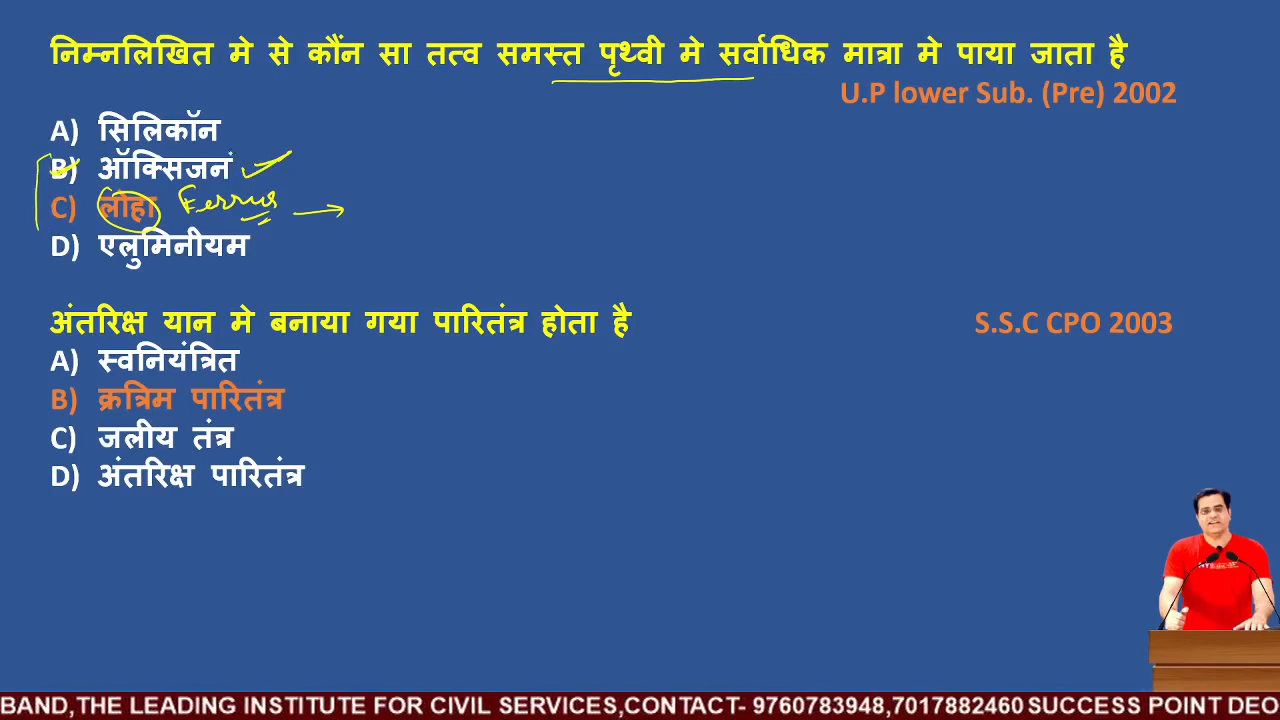 निम्नलिखित मे से कौंन सा तत्व समस्त पृथ्वी मे सर्वाधिक मात्रा मे पाया जाता है
U.P lower Sub. (Pre) 2002
A) सिलिकॉन
B) ऑक्सिजनं
C) लोहा Ferrus
D) एलुमिनीयम
अंतरिक्ष यान मे बनाया गया पारितंत्र होता है S.S.C CPO 2003
A) स्वनियंत्रित
B) क्रत्रिम पारितंत्र
C) जलीय तंत्र
D) अंतरिक्ष पारितंत्र
BAND,THE LEADING INSTITUTE FOR CIVIL SERVICES,CONTACT- 9760783948,7017882460 SUCCESS POINT DEO